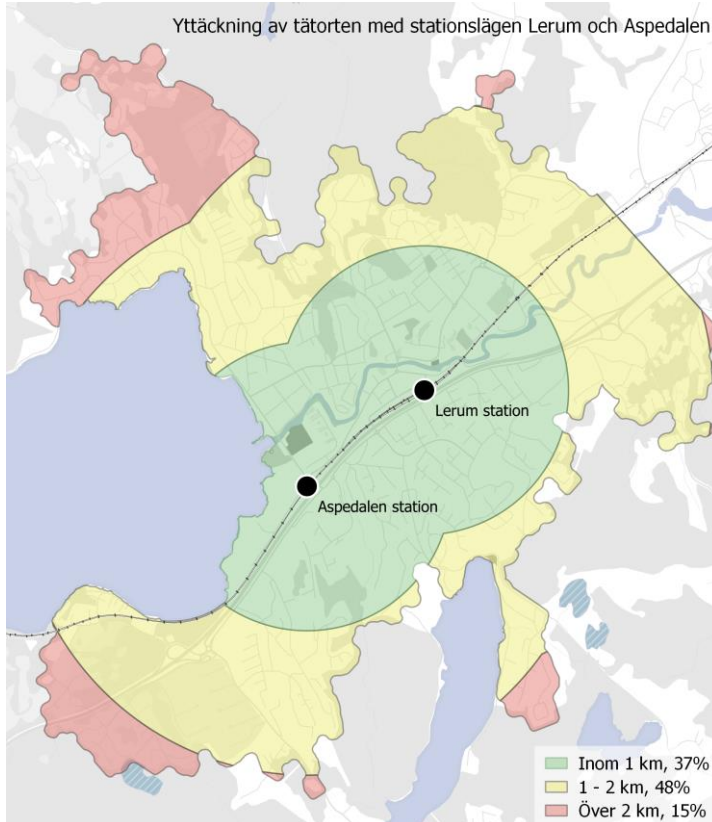 Yttäckning av tätorten med stationslägen Lerum och Aspedalen
Lerum station
Aspedalen station
Inom 1 km, 37%
1 - 2 km, 48%
Över 2 km, 15%